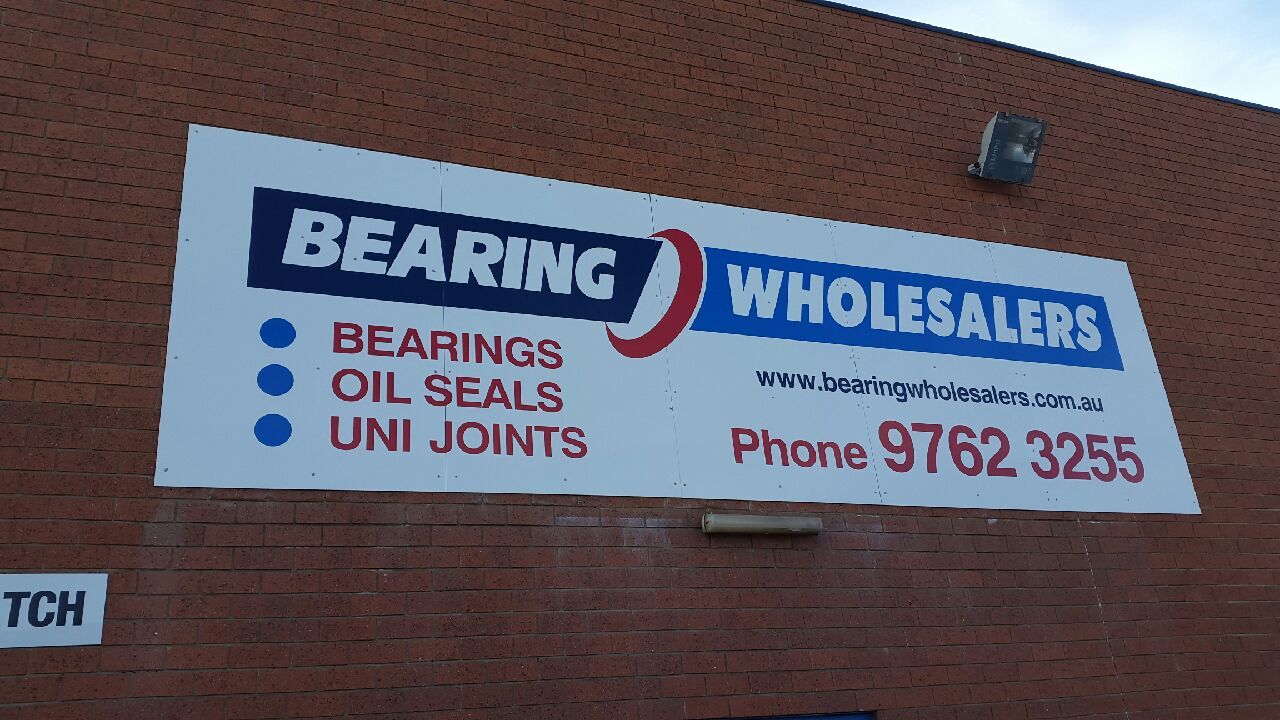 BEARING WHOLESALERS
BEARINGS
OIL SEALS
UNI JOINTS
www.bearingwholesalers.com.au
Phone 9762 3255
TCH